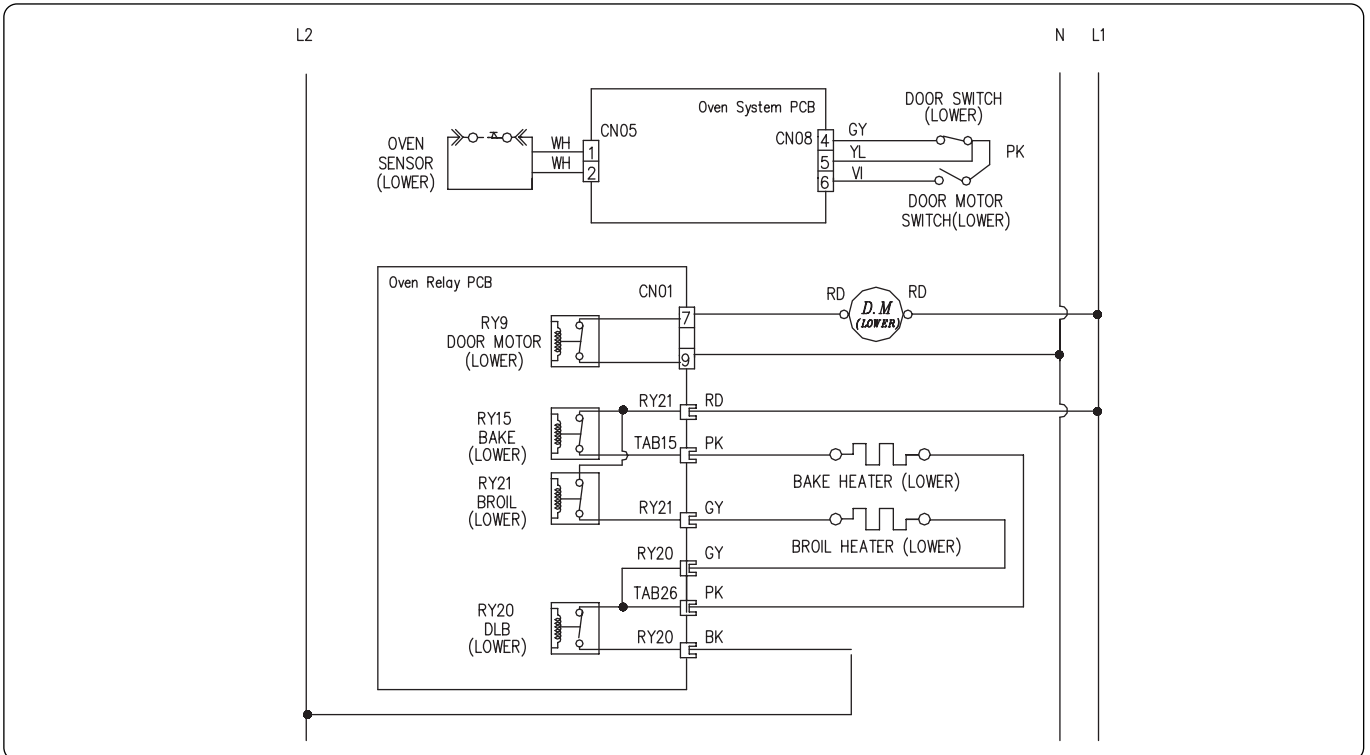 L2
N
L1
Oven System PCB
DOOR SWITCH
(LOWER)
CN05
CN08
OVEN
SENSOR
(LOWER)
WH
WH
1
2
4
5
6
GY
YL
VI
PK
DOOR MOTOR
SWITCH(LOWER)
Oven Relay PCB
CN01
RY9
DOOR MOTOR
(LOWER)
7
9
RD
D.M
(LOWER)
RD
RY15
BAKE
(LOWER)
RY21
RD
TAB15
PK
BAKE HEATER (LOWER)
RY21
BROIL
(LOWER)
RY21
GY
BROIL HEATER (LOWER)
RY20
GY
TAB26
PK
RY20
DLB
(LOWER)
RY20
BK